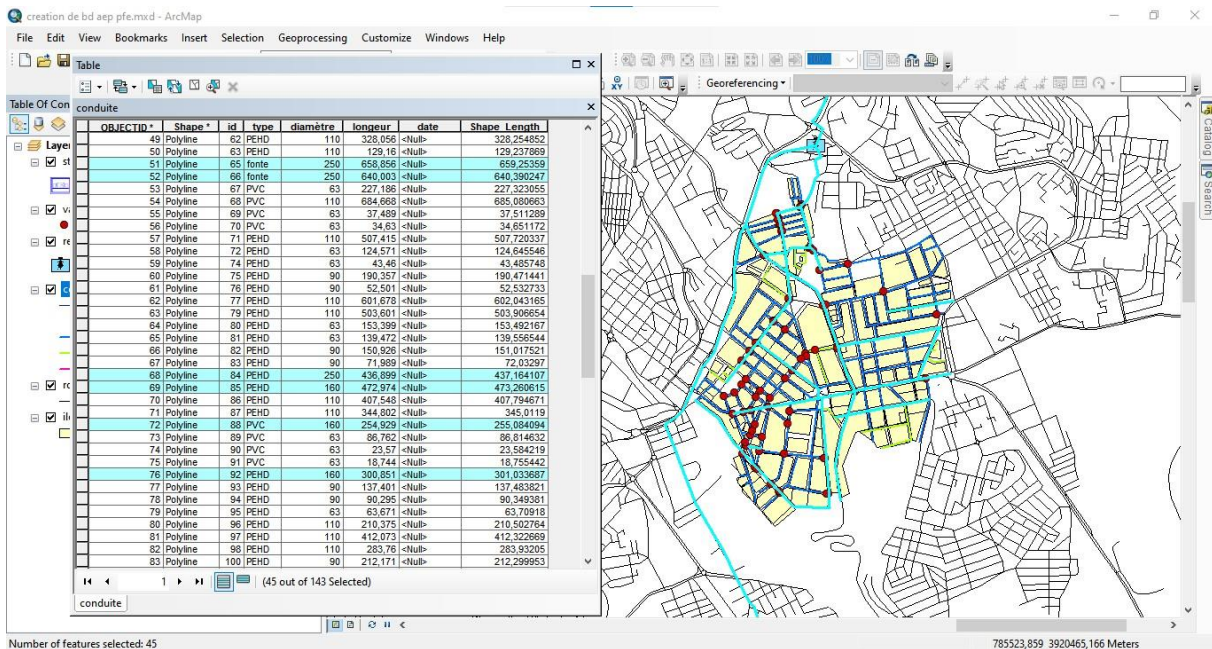 creation de bd aep pfe.mxd - ArcMap
File Edit View Bookmarks Insert Selection Geoprocessing Customize Windows Help
Table
Georeferencing
Table Of Con
conduite
Catalog
Search
OBJECTID * Shape * id type diamètre longeur date Shape_Length
49 Polyline 62 PEHD 110 328,056 <Null> 328,254852
50 Polyline 63 PEHD 110 129,16 <Null> 129,237869
51 Polyline 65 fonte 250 658,856 <Null> 659,25359
52 Polyline 66 fonte 250 640,003 <Null> 640,390247
53 Polyline 67 PVC 63 227,186 <Null> 227,323055
54 Polyline 68 PVC 110 684,668 <Null> 685,080663
55 Polyline 69 PVC 63 37,489 <Null> 37,511289
56 Polyline 70 PVC 63 34,63 <Null> 34,651172
57 Polyline 71 PEHD 110 507,415 <Null> 507,720337
58 Polyline 72 PEHD 63 124,571 <Null> 124,645546
59 Polyline 74 PEHD 63 43,46 <Null> 43,485748
60 Polyline 75 PEHD 90 190,357 <Null> 190,471441
61 Polyline 76 PEHD 90 52,501 <Null> 52,532733
62 Polyline 77 PEHD 110 601,678 <Null> 602,043165
63 Polyline 79 PEHD 110 503,601 <Null> 503,906654
64 Polyline 80 PEHD 63 153,399 <Null> 153,492167
65 Polyline 81 PEHD 63 139,472 <Null> 139,556544
66 Polyline 82 PEHD 90 150,926 <Null> 151,017521
67 Polyline 83 PEHD 90 71,989 <Null> 72,03297
68 Polyline 84 PEHD 250 436,899 <Null> 437,164107
69 Polyline 85 PEHD 160 472,974 <Null> 473,260615
70 Polyline 86 PEHD 110 407,548 <Null> 407,794671
71 Polyline 87 PEHD 110 344,802 <Null> 345,0119
72 Polyline 88 PVC 160 254,929 <Null> 255,084094
73 Polyline 89 PVC 63 86,762 <Null> 86,814632
74 Polyline 90 PVC 63 23,57 <Null> 23,584219
75 Polyline 91 PVC 63 18,744 <Null> 18,755442
76 Polyline 92 PEHD 160 300,851 <Null> 301,033687
77 Polyline 93 PEHD 90 137,401 <Null> 137,483821
78 Polyline 94 PEHD 90 90,295 <Null> 90,349381
79 Polyline 95 PEHD 63 63,671 <Null> 63,70918
80 Polyline 96 PEHD 110 210,375 <Null> 210,502764
81 Polyline 97 PEHD 110 412,073 <Null> 412,322669
82 Polyline 98 PEHD 110 283,76 <Null> 283,93205
83 Polyline 100 PEHD 90 212,171 <Null> 212,299953
Layer
st
va
re
c
ro
il
1 (45 out of 143 Selected)
conduite
Number of features selected: 45
785523,859 3920465,166 Meters